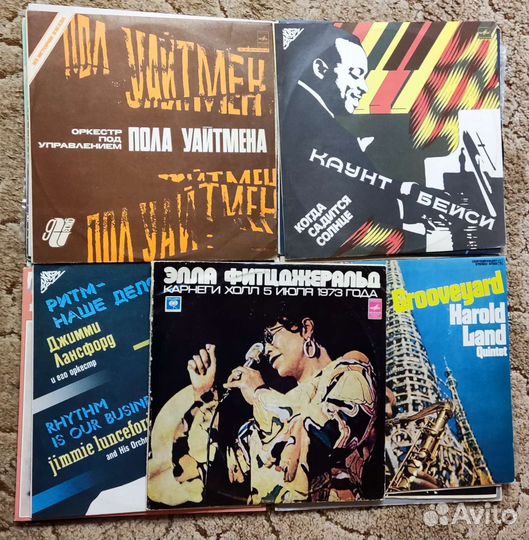 ПОЛ УАЙТМЕН
ОРКЕСТР
ПОД
УПРАВЛЕНИЕМ
ПОЛА УАЙТМЕНА
УАЙТМЕН
ПОЛ УАЙТМЕН
КАУНТ БЕЙСИ
КОГДА
САДИТСЯ
СОЛНЦЕ
РИТМ–
НАШЕ ДЕЛО
Джимми
Лансфорд
и его оркестр
RHYTHM
IS OUR BUSINE
jimmie luncefor
and His Orche
ЭЛЛА ФИТЦДЖЕРАЛЬД
КАРНЕГИ ХОЛЛ 5 ИЮЛЯ 1973 ГОДА
Grooveyard
Harold
Land
Quintet
Avito